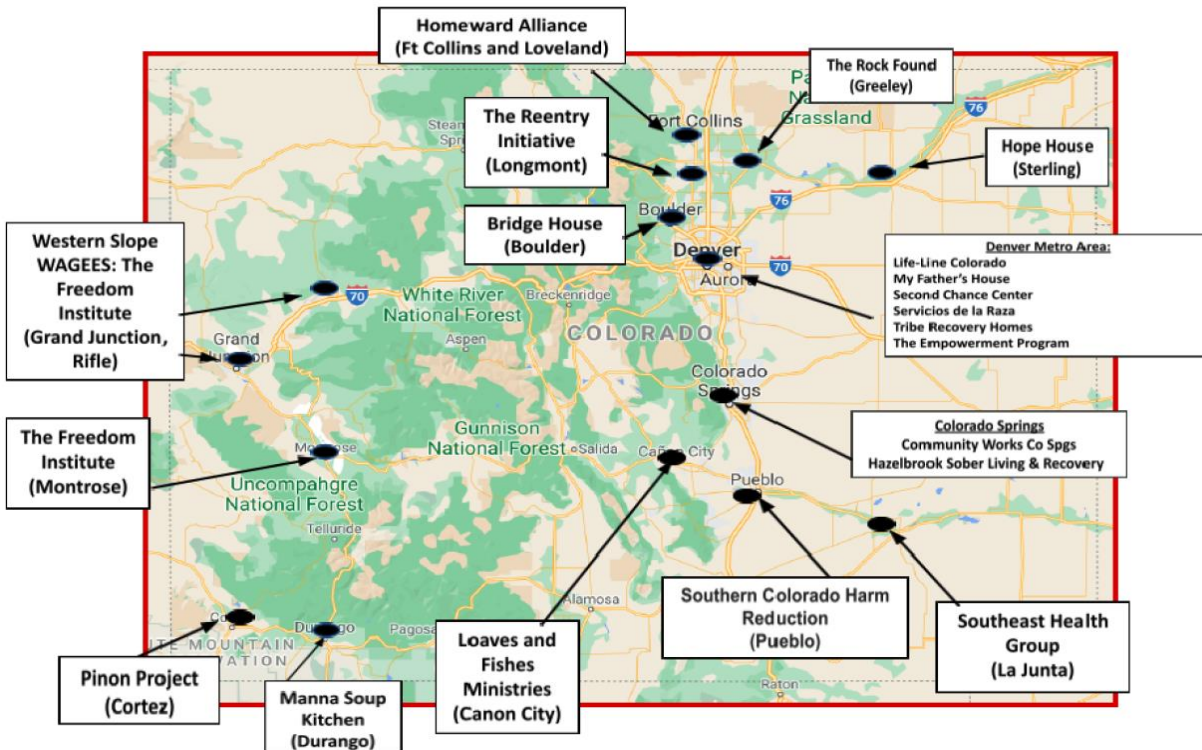 Homeward Alliance
(Ft Collins and Loveland)
The Rock Found
(Greeley)
The Reentry
Initiative
(Longmont)
Hope House
(Sterling)
Bridge House
(Boulder)
Western Slope
WAGEES: The
Freedom
Institute
(Grand Junction,
Rifle)
Denver Metro Area:
Life-Line Colorado
My Father's House
Second Chance Center
Servicios de la Raza
Tribe Recovery Homes
The Empowerment Program
The Freedom
Institute
(Montrose)
Colorado Springs
Community Works Co Spgs
Hazelbrook Sober Living & Recovery
Pinon Project
(Cortez)
Manna Soup
Kitchen
(Durango)
Loaves and
Fishes
Ministries
(Canon City)
Southern Colorado Harm
Reduction
(Pueblo)
Southeast Health
Group
(La Junta)
Fort Collins
Grassland
76
76
Boulder
Denver
Aurora
70
70
White River
National Forest
Breckenridge
COLORADO
Aspen
Grand
Colorado
Springs
Gunnison
National Forest
Salida
Cañon City
Pueblo
Uncompahgre
National Forest
Telluride
Alamosa
Durango
MOUNTAIN
Raton